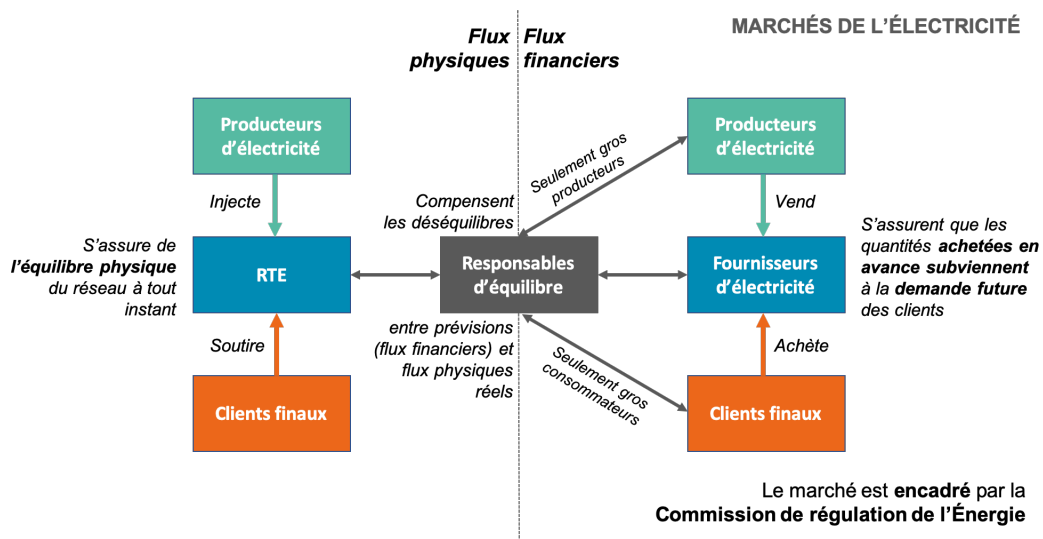 MARCHÉS DE L’ÉLECTRICITÉ
Flux
physiques
Flux
financiers
Producteurs
d’électricité
Injecte
S’assure de
l’équilibre physique
du réseau à tout
instant
RTE
Soutire
Clients finaux
Compensent
les déséquilibres
Responsables
d’équilibre
entre prévisions
(flux financiers) et
flux physiques
réels
Seulement gros
producteurs
Seulement gros
consommateurs
Producteurs
d’électricité
Vend
Fournisseurs
d’électricité
S’assurent que les
quantités achetées en
avance subviennent
à la demande future
des clients
Achète
Clients finaux
Le marché est encadré par la
Commission de régulation de l’Énergie